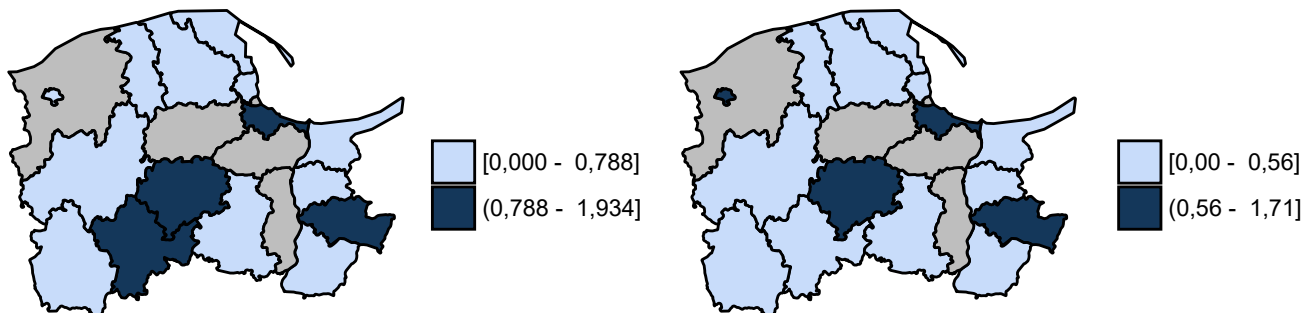 [0,000 - 0,788]
(0,788 - 1,934]
[0,00 - 0,56]
(0,56 - 1,71]